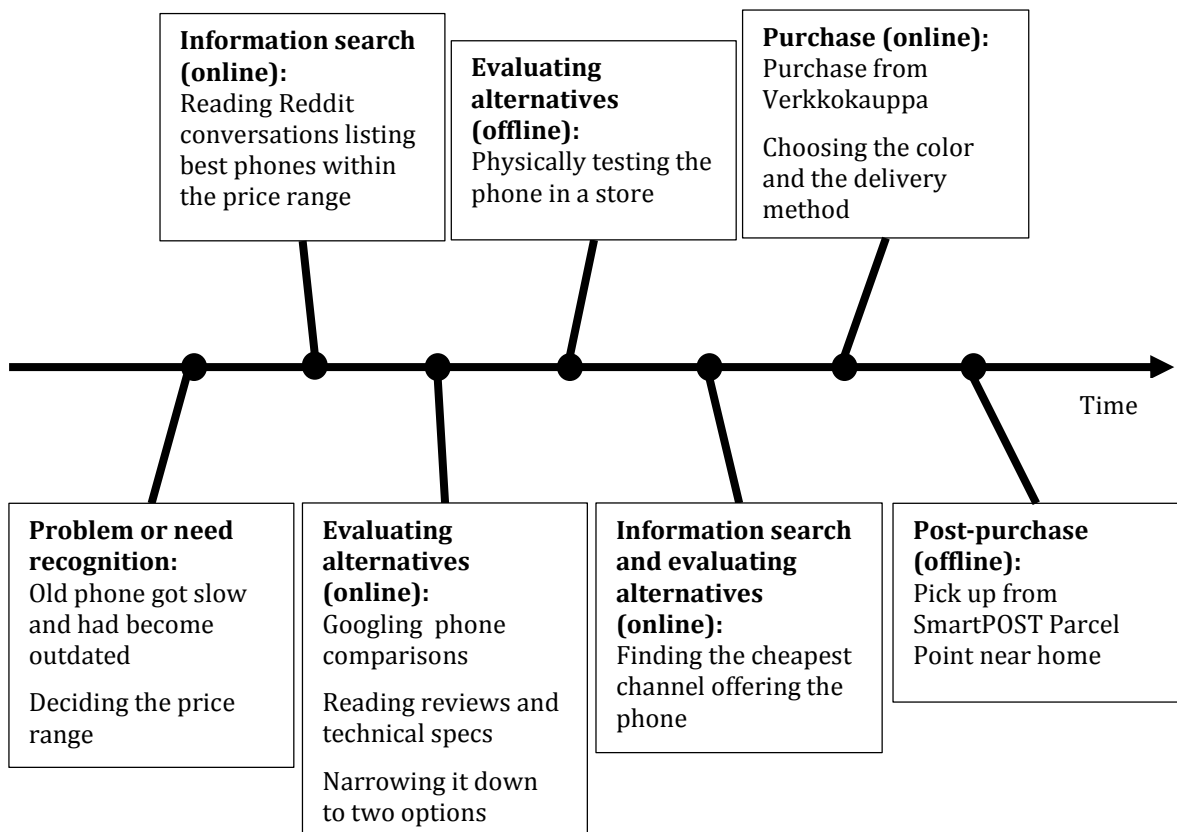 Information search
(online):
Reading Reddit
conversations listing
best phones within
the price range
Evaluating
alternatives
(offline):
Physically testing the
phone in a store
Purchase (online):
Purchase from
Verkkokauppa
Choosing the color
and the delivery
method
Time
Problem or need
recognition:
Old phone got slow
and had become
outdated
Deciding the price
range
Evaluating
alternatives
(online):
Googling phone
comparisons
Reading reviews and
technical specs
Narrowing it down
to two options
Information search
and evaluating
alternatives
(online):
Finding the cheapest
channel offering the
phone
Post-purchase
(offline):
Pick up from
SmartPOST Parcel
Point near home